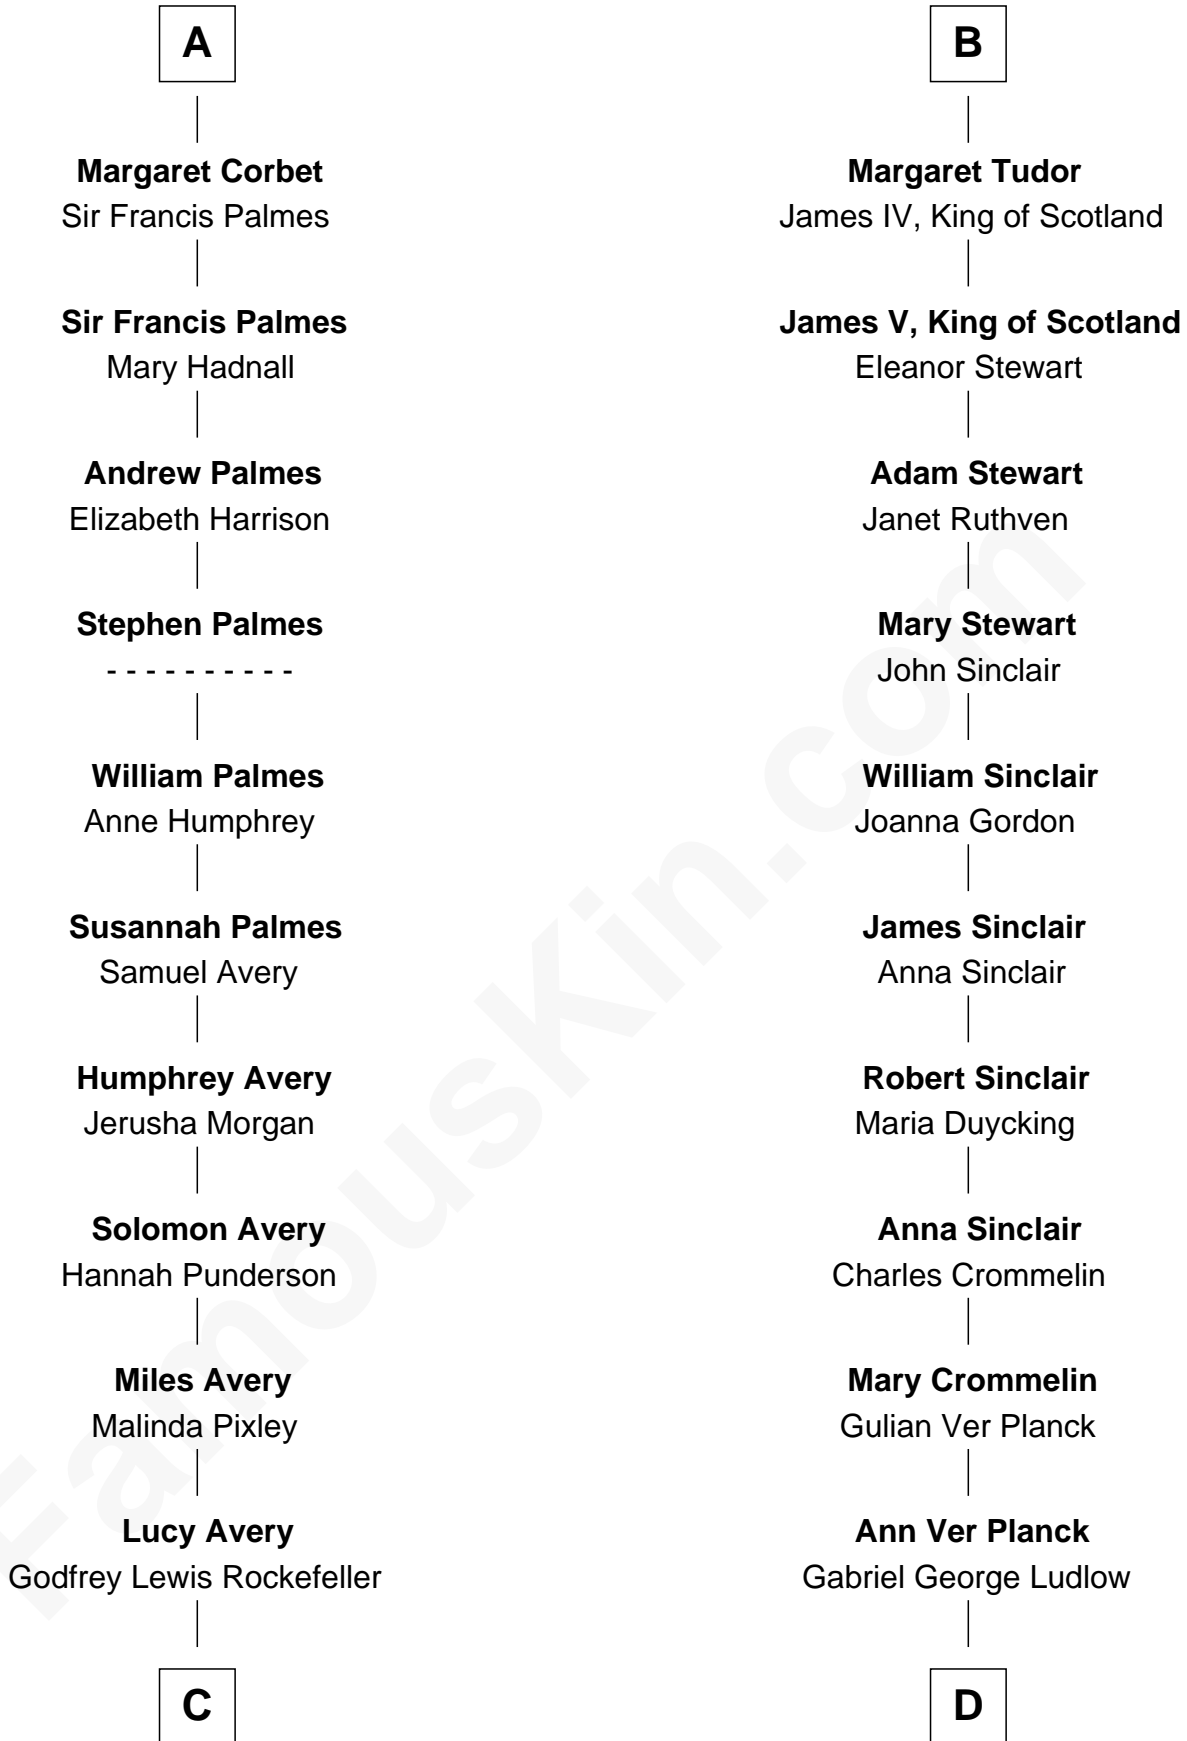 A
Margaret Corbet
Sir Francis Palmes
Sir Francis Palmes
Mary Hadnall
Andrew Palmes
Elizabeth Harrison
Stephen Palmes
- - - - - - - - - -
William Palmes
Anne Humphrey
Susannah Palmes
Samuel Avery
Humphrey Avery
Jerusha Morgan
Solomon Avery
Hannah Punderson
Miles Avery
Malinda Pixley
Lucy Avery
Godfrey Lewis Rockefeller
C
B
Margaret Tudor
James IV, King of Scotland
James V, King of Scotland
Eleanor Stewart
Adam Stewart
Janet Ruthven
Mary Stewart
John Sinclair
William Sinclair
Joanna Gordon
James Sinclair
Anna Sinclair
Robert Sinclair
Maria Duycking
Anna Sinclair
Charles Crommelin
Mary Crommelin
Gulian Ver Planck
Ann Ver Planck
Gabriel George Ludlow
D
FamousKin.com